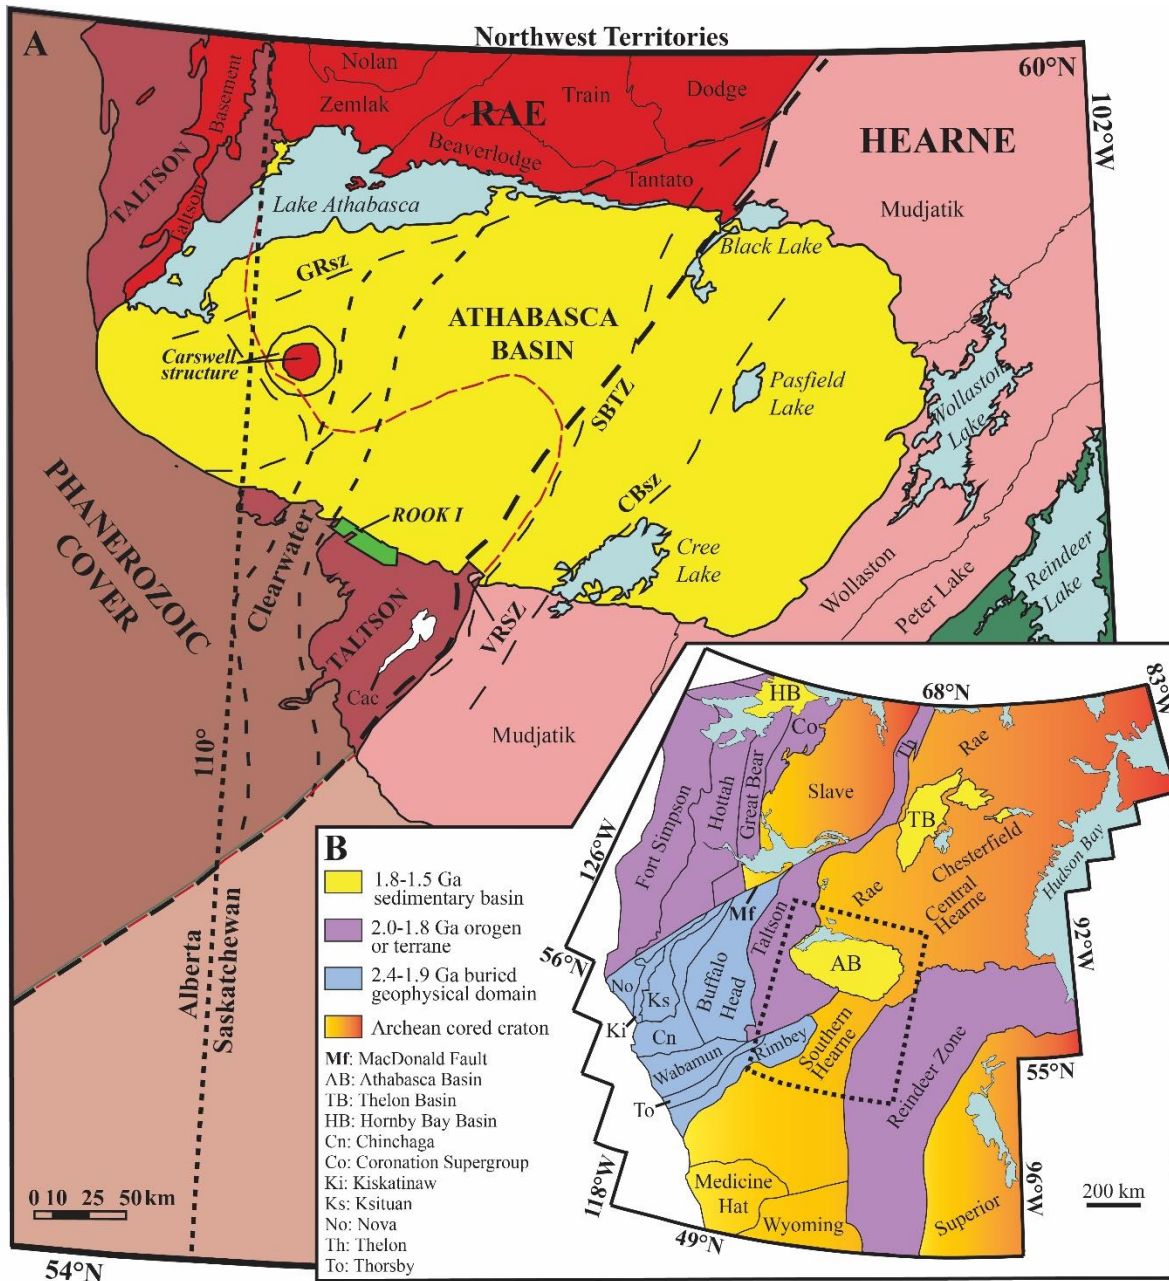 A
Northwest Territories
60°N
102°W
Nolan
Zemlak
RAE
Train
Dodge
Beaverlodge
Tantato
HEARNE
Mudjatik
TALTSON
Basement
Taltson
Lake Athabasca
Black Lake
GRsz
ATHABASCA
BASIN
Carswell
structure
SBTZ
Pasfield
Lake
Wollaston
Lake
CBsz
PHANEROZOIC
COVER
Clearwater
ROOK I
Cree
Lake
Wollaston
Peter Lake
Reindeer
Lake
TALTSON
VRSZ
Cac
Mudjatik
110°
Alberta
Saskatchewan
0 10 25 50 km
54°N
B
1.8-1.5 Ga
sedimentary basin
2.0-1.8 Ga orogen
or terrane
2.4-1.9 Ga buried
geophysical domain
Archean cored craton
Mf: MacDonald Fault
AB: Athabasca Basin
TB: Thelon Basin
HB: Hornby Bay Basin
Cn: Chinchaga
Co: Coronation Supergroup
Ki: Kiskatinaw
Ks: Ksituan
No: Nova
Th: Thelon
To: Thorsby
HB
68°N
83°W
Co
Th
Rae
Slave
Fort Simpson
Hottah
Great Bear
TB
Chesterfield
Hudson Bay
126°W
Mf
Rae
Central
Hearne
92°W
Taltson
56°N
AB
No
Ks
Buffalo
Head
Ki
Cn
Wabamun
Rimbey
Southern
Hearne
Reindeer Zone
55°N
To
118°W
Medicine
Hat
Wyoming
Superior
96°W
49°N
200 km